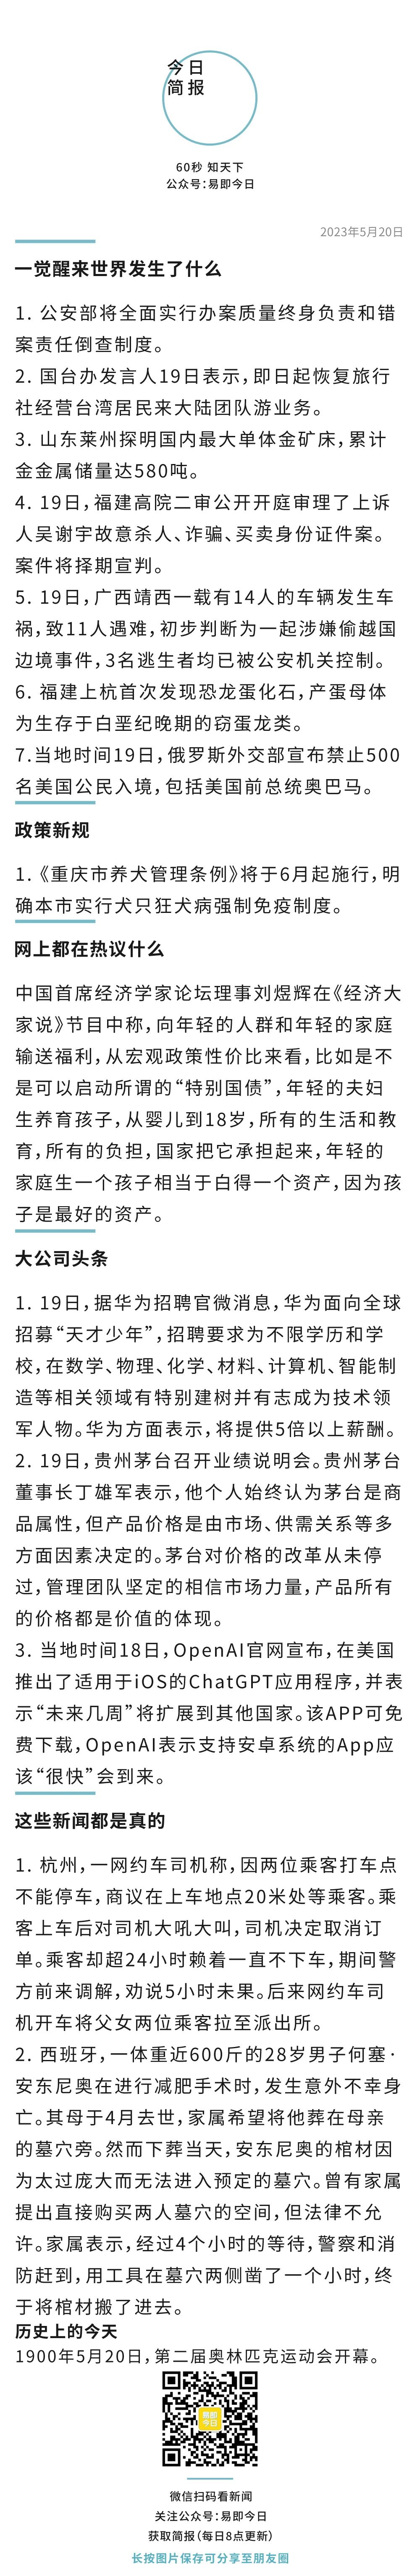 今日
简报
60秒 知天下
公众号：易即今日
2023年5月20日
一觉醒来世界发生了什么
1. 公安部将全面实行办案质量终身负责和错
案责任倒查制度。
2. 国台办发言人19日表示，即日起恢复旅行
社经营台湾居民来大陆团队游业务。
3. 山东莱州探明国内最大单体金矿床，累计
金金属储量达580吨。
4. 19日，福建高院二审公开开庭审理了上诉
人吴谢宇故意杀人、诈骗、买卖身份证件案。
案件将择期宣判。
5. 19日，广西靖西一载有14人的车辆发生车
祸，致11人遇难，初步判断为一起涉嫌偷越国
边境事件，3名逃生者均已被公安机关控制。
6. 福建上杭首次发现恐龙蛋化石，产蛋母体
为生存于白垩纪晚期的窃蛋龙类。
7.当地时间19日，俄罗斯外交部宣布禁止500
名美国公民入境，包括美国前总统奥巴马。
政策新规
1.《重庆市养犬管理条例》将于6月起施行，明
确本市实行犬只狂犬病强制免疫制度。
网上都在热议什么
中国首席经济学家论坛理事刘煜辉在《经济大
家说》节目中称，向年轻的人群和年轻的家庭
输送福利，从宏观政策性价比来看，比如是不
是可以启动所谓的“特别国债”，年轻的夫妇
生养育孩子，从婴儿到18岁，所有的生活和教
育，所有的负担，国家把它承担起来，年轻的
家庭生一个孩子相当于白得一个资产，因为孩
子是最好的资产。
大公司头条
1. 19日，据华为招聘官微消息，华为面向全球
招募“天才少年”，招聘要求为不限学历和学
校，在数学、物理、化学、材料、计算机、智能制
造等相关领域有特别建树并有志成为技术领
军人物。华为方面表示，将提供5倍以上薪酬。
2. 19日，贵州茅台召开业绩说明会。贵州茅台
董事长丁雄军表示，他个人始终认为茅台是商
品属性，但产品价格是由市场、供需关系等多
方面因素决定的。茅台对价格的改革从未停
过，管理团队坚定的相信市场力量，产品所有
的价格都是价值的体现。
3. 当地时间18日，OpenAI官网宣布，在美国
推出了适用于iOS的ChatGPT应用程序，并表
示“未来几周”将扩展到其他国家。该APP可免
费下载，OpenAI表示支持安卓系统的App应
该“很快”会到来。
这些新闻都是真的
1. 杭州，一网约车司机称，因两位乘客打车点
不能停车，商议在上车地点20米处等乘客。乘
客上车后对司机大吼大叫，司机决定取消订
单。乘客却超24小时赖着一直不下车，期间警
方前来调解，劝说5小时未果。后来网约车司
机开车将父女两位乘客拉至派出所。
2. 西班牙，一体重近600斤的28岁男子何塞·
安东尼奥在进行减肥手术时，发生意外不幸身
亡。其母于4月去世，家属希望将他葬在母亲
的墓穴旁。然而下葬当天，安东尼奥的棺材因
为太过庞大而无法进入预定的墓穴。曾有家属
提出直接购买两人墓穴的空间，但法律不允
许。家属表示，经过4个小时的等待，警察和消
防赶到，用工具在墓穴两侧凿了一个小时，终
于将棺材搬了进去。
历史上的今天
1900年5月20日，第二届奥林匹克运动会开幕。
易即
今日
微信扫码看新闻
关注公众号：易即今日
获取简报（每日8点更新）
长按图片保存可分享至朋友圈